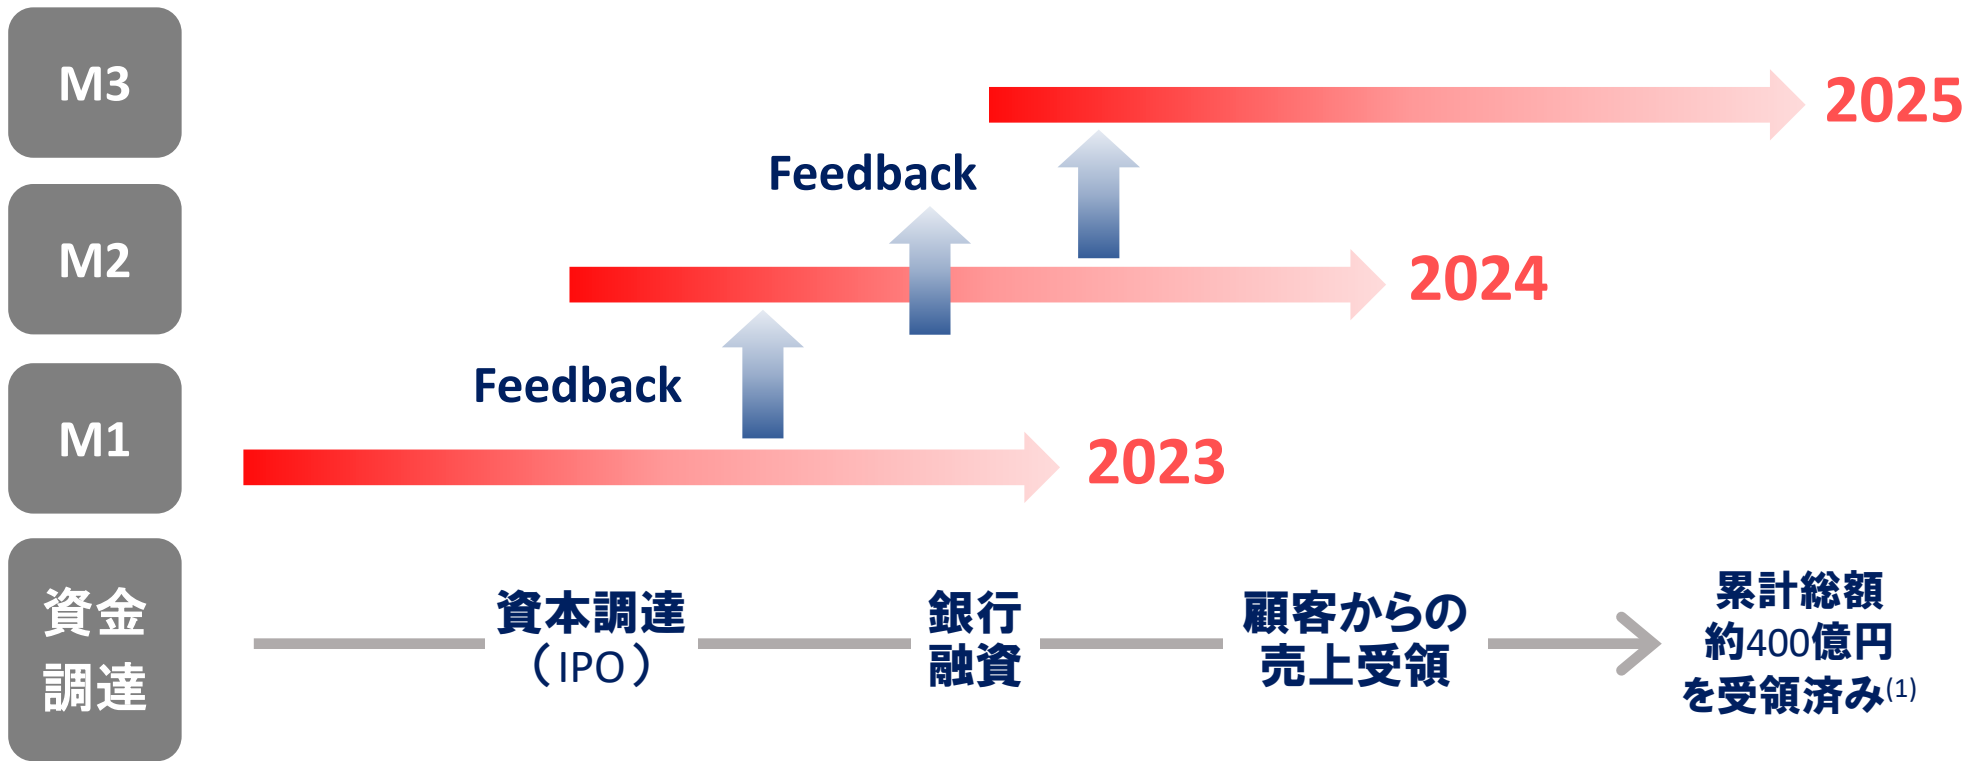 M3
2025
Feedback
M2
2024
Feedback
M1
2023
資金
調達
資本調達
（IPO）
銀行
融資
顧客からの
売上受領
累計総額
約400億円
を受領済み(1)